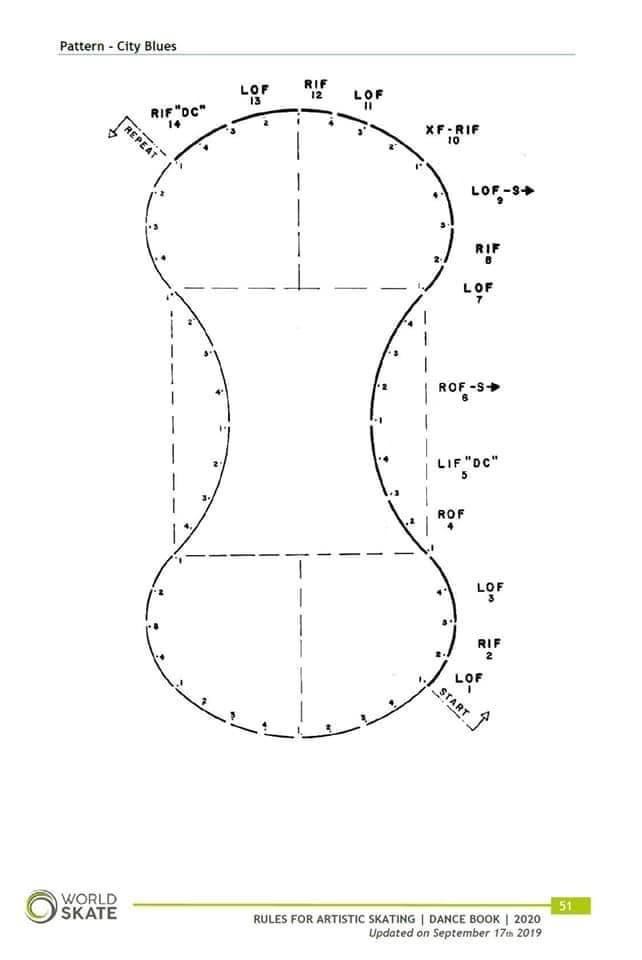 Pattern - City Blues
RIF"DC"
14
LOF
13
RIF
12
LOF
11
XF-RIF
10
REPEAT
LOF-S
9
RIF
8
LOF
7
ROF-S
6
LIF"DC"
5
ROF
4
LOF
3
RIF
2
LOF
1
START
WORLD
SKATE
51
RULES FOR ARTISTIC SKATING | DANCE BOOK | 2020
Updated on September 17th 2019